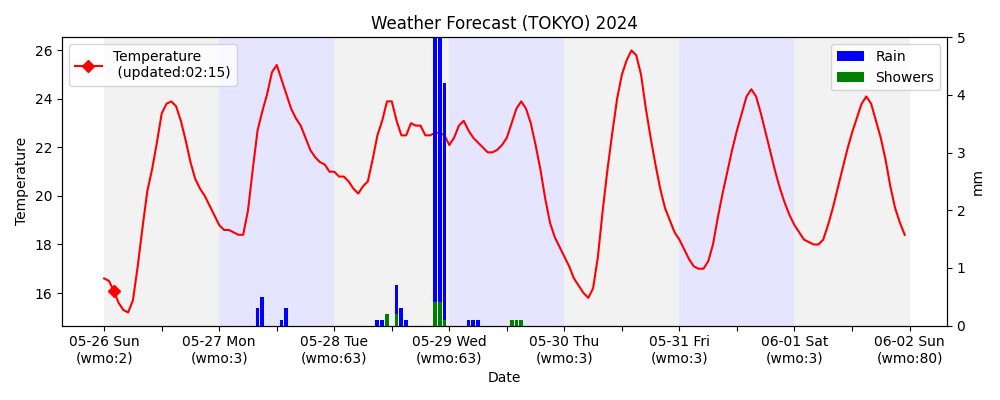 Weather Forecast (TOKYO) 2024
Temperature
(updated:02:15)
Rain
Showers
26
24
22
20
18
16
Temperature
5
4
3
2
1
0
mm
05-26 Sun
(wmo:2)
05-27 Mon
(wmo:3)
05-28 Tue
(wmo:63)
05-29 Wed
(wmo:63)
05-30 Thu
(wmo:3)
05-31 Fri
(wmo:3)
06-01 Sat
(wmo:3)
06-02 Sun
(wmo:80)
Date